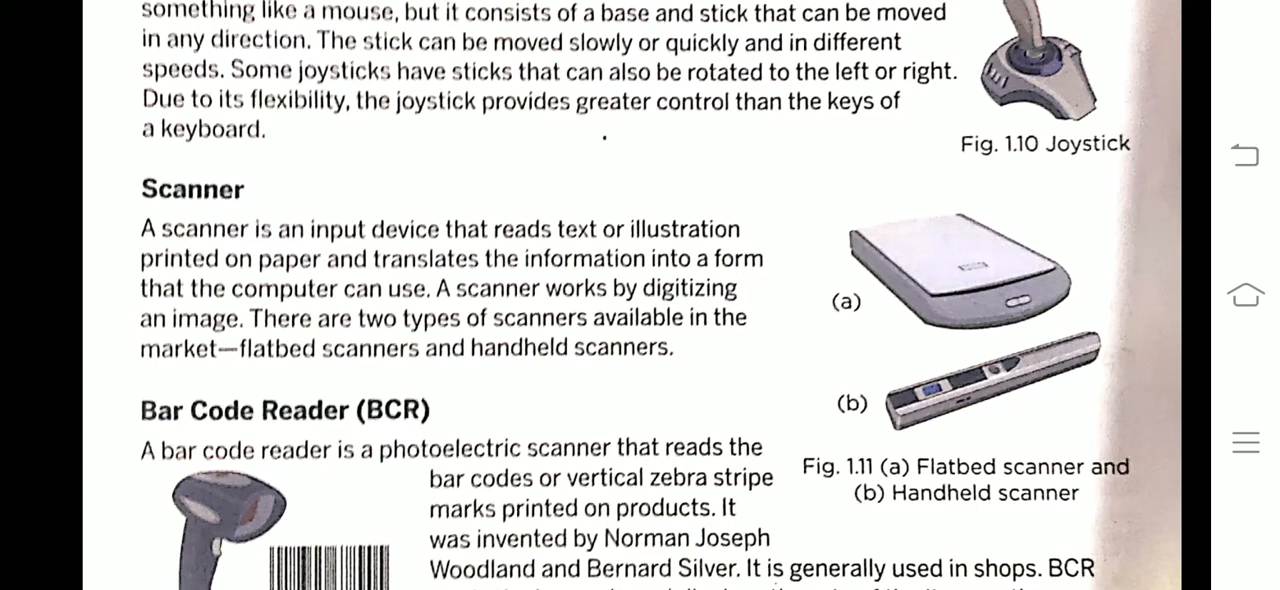 something like a mouse, but it consists of a base and stick that can be moved
in any direction. The stick can be moved slowly or quickly and in different
speeds. Some joysticks have sticks that can also be rotated to the left or right.
Due to its flexibility, the joystick provides greater control than the keys of
a keyboard.
Fig. 1.10 Joystick
Scanner
A scanner is an input device that reads text or illustration
printed on paper and translates the information into a form
that the computer can use. A scanner works by digitizing
an image. There are two types of scanners available in the
market—flatbed scanners and handheld scanners.
(a)
(b)
Fig. 1.11 (a) Flatbed scanner and
(b) Handheld scanner
Bar Code Reader (BCR)
A bar code reader is a photoelectric scanner that reads the
bar codes or vertical zebra stripe
marks printed on products. It
was invented by Norman Joseph
Woodland and Bernard Silver. It is generally used in shops. BCR